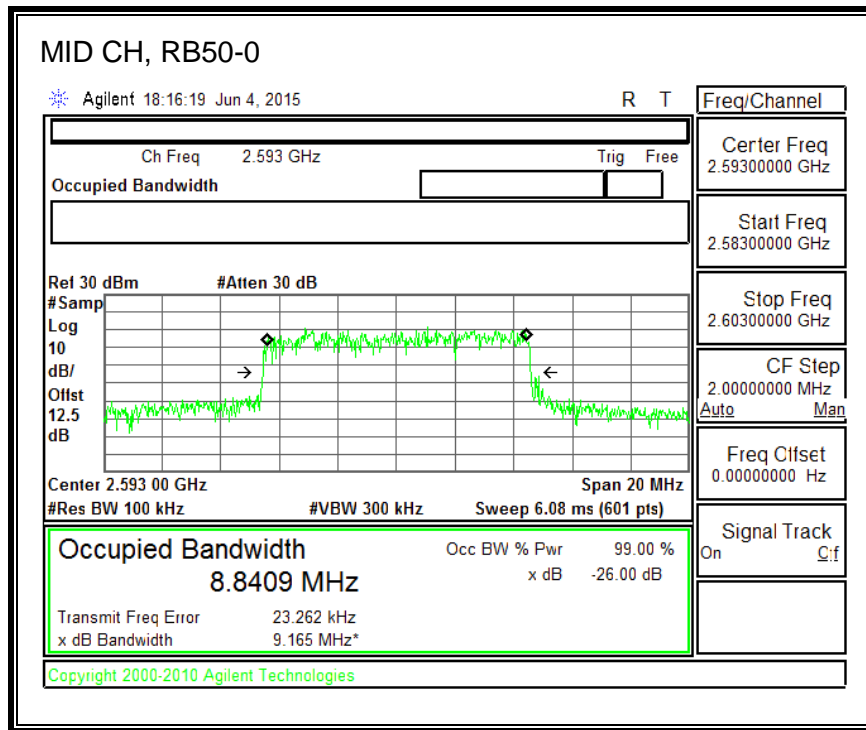 MID CH, RB50-0
Agilent 18:16:19 Jun 4, 2015 R T
Freq/Channel
Ch Freq 2.593 GHz Trig Free
Occupied Bandwidth
Center Freq
2.59300000 GHz
Start Freq
2.58300000 GHz
Stop Freq
2.60300000 GHz
CF Step
2.00000000 MHz
Auto Man
Freq Offset
0.00000000 Hz
Signal Track
On Off
Ref 30 dBm #Atten 30 dB
#Samp
Log
10
dB/
Offst
12.5
dB
Center 2.593 00 GHz Span 20 MHz
#Res BW 100 kHz #VBW 300 kHz Sweep 6.08 ms (601 pts)
Occupied Bandwidth
8.8409 MHz
Occ BW % Pwr 99.00 %
x dB -26.00 dB
Transmit Freq Error 23.262 kHz
x dB Bandwidth 9.165 MHz*
Copyright 2000-2010 Agilent Technologies